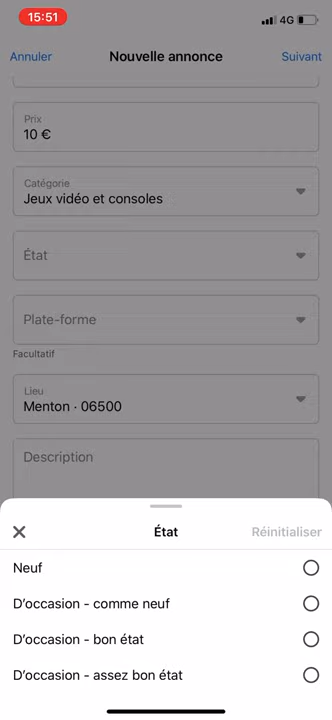 15:51
4G
Annuler
Nouvelle annonce
Suivant
Prix
10 €
Catégorie
Jeux vidéo et consoles
État
Plate-forme
Facultatif
Lieu
Menton · 06500
Description
État
Réinitialiser
Neuf
D'occasion - comme neuf
D'occasion - bon état
D'occasion - assez bon état